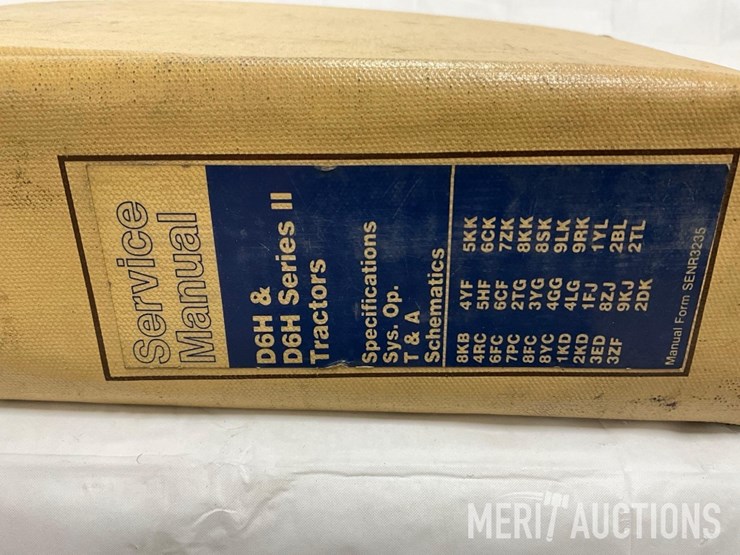 Service
Manual
D6H &
D6H Series II
Tractors
Specifications
Sys. Op.
T & A
Schematics
8KB 4YF 5KK
4RC 5HF 6CK
6FC 6CF 7ZK
7PC 2TG 8KK
8FC 3YG 8SK
8YC 4GG 9LK
1KD 4LG 9RK
2KD 1FJ 1YL
3ED 8ZJ 2BL
3ZF 9KJ 2TL
2DK
Manual Form SENR3235
MERIT AUCTIONS